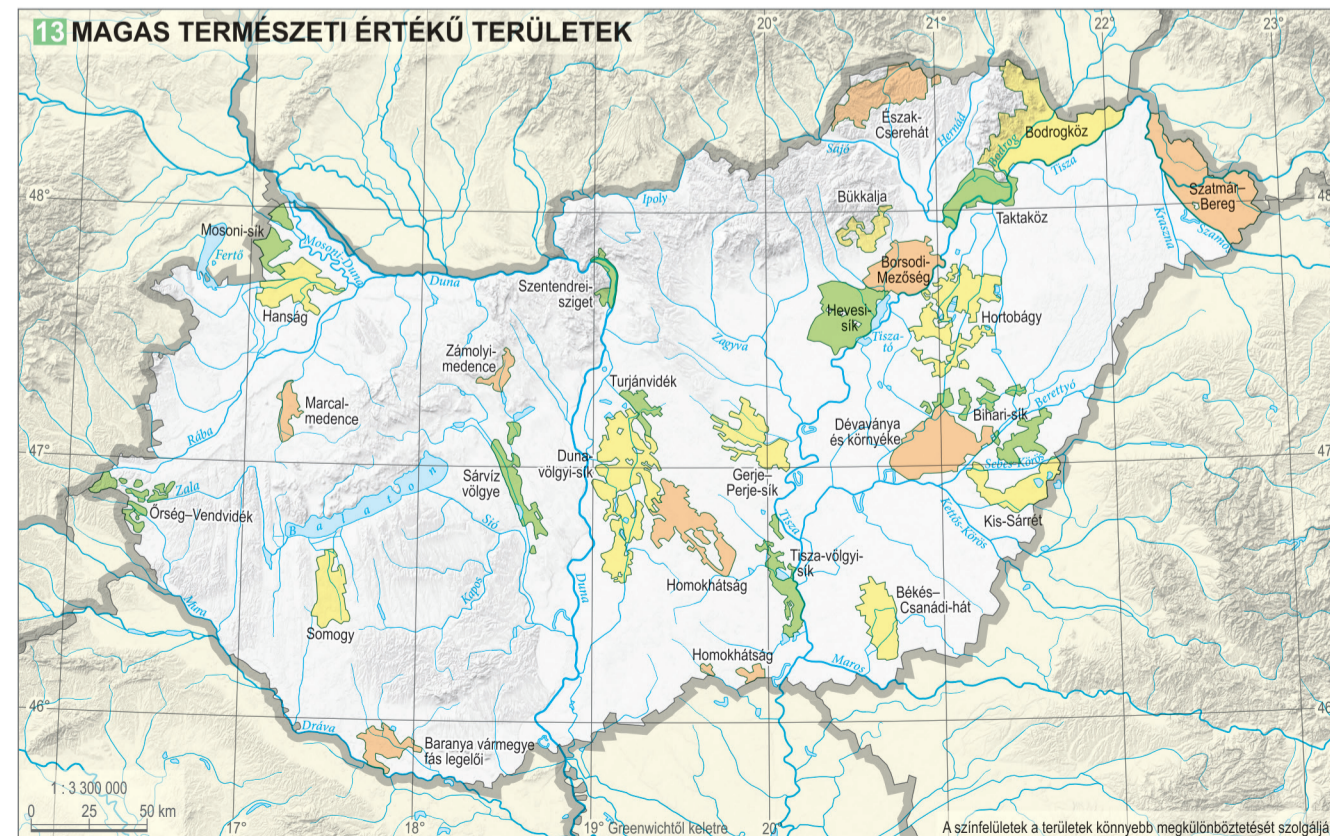 13 MAGAS TERMÉSZETI ÉRTÉKŰ TERÜLETEK
20°
21°
22°
23°
48°
47°
46°
Észak-
Cserehát
Sajó
Hernád
Bodrog
Bodrogköz
Tisza
Szatmár–
Bereg
Kraszna
Szamo
Taktaköz
Bükkalja
Borsodi-
Mezőség
Hevesi-
sík
Tisza-
tó
Hortobágy
Ipoly
Zagyva
Mosoni-sík
Fertő
Mosoni-Duna
Duna
Hanság
Szentendrei-
sziget
Zámolyi-
medence
Marcal-
medence
Rába
Turjánvidék
Duna-
völgyi-sík
Sárvíz
völgye
Gerje–
Perje-sík
Dévaványa
és környéke
Bihari-sík
Berettyó
47
Sebes-Körös
Kettős-Körös
Kis-Sárrét
Zala
Őrség–Vendvidék
Balaton
Sió
Kapos
Duna
Somogy
Mura
Homokhátság
Tisza
Tisza-völgyi-
sík
Békés–
Csanádi-hát
Homokhátság
Maros
46
Dráva
Baranya vármegye
fás legelői
1 : 3 300 000
0 25 50 km
17°
18°
19° Greenwichtől keletre
20°
A színfelületek a területek könnyebb megkülönböztetését szolgálja